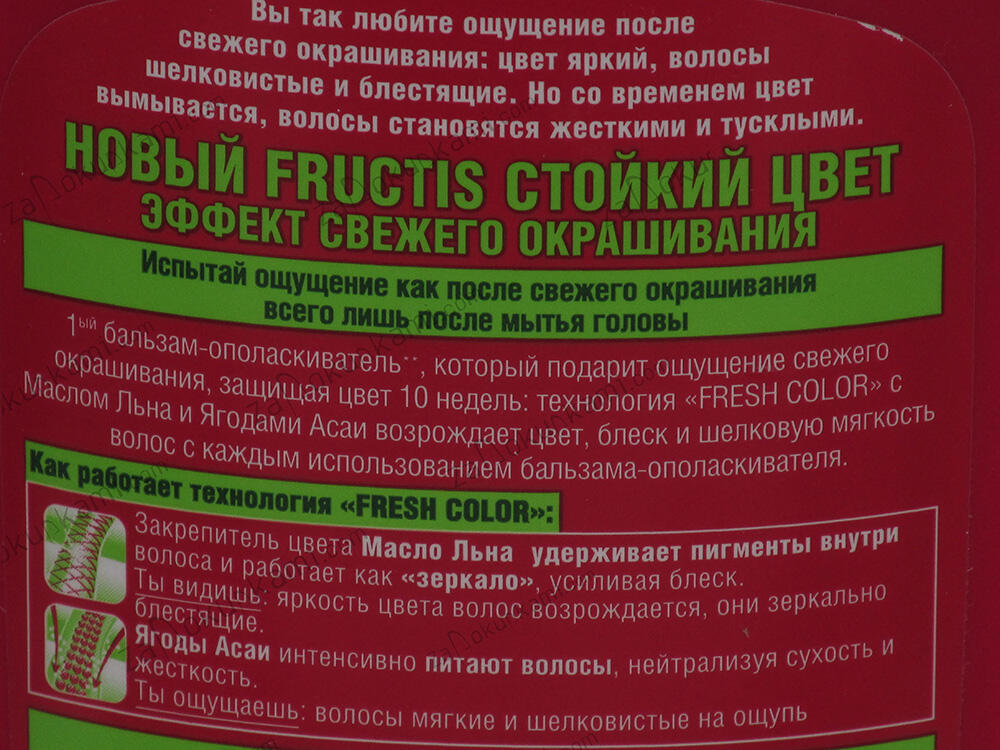 Вы так любите ощущение после
свежего окрашивания: цвет яркий, волосы
шелковистые и блестящие. Но со временем цвет
вымывается, волосы становятся жесткими и тусклыми.
НОВЫЙ FRUCTIS СТОЙКИЙ ЦВЕТ
ЭФФЕКТ СВЕЖЕГО ОКРАШИВАНИЯ
Испытай ощущение как после свежего окрашивания
всего лишь после мытья головы
1ый бальзам-ополаскиватель**, который подарит ощущение свежего
окрашивания, защищая цвет 10 недель: технология «FRESH COLOR» с
Маслом Льна и Ягодами Асаи возрождает цвет, блеск и шелковую мягкость
волос с каждым использованием бальзама-ополаскивателя.
Как работает технология «FRESH COLOR»:
Закрепитель цвета Масло Льна удерживает пигменты внутри
волоса и работает как «зеркало», усиливая блеск.
Ты видишь: яркость цвета волос возрождается, они зеркально
блестящие.
Ягоды Асаи интенсивно питают волосы, нейтрализуя сухость и
жесткость.
Ты ощущаешь: волосы мягкие и шелковистые на ощупь